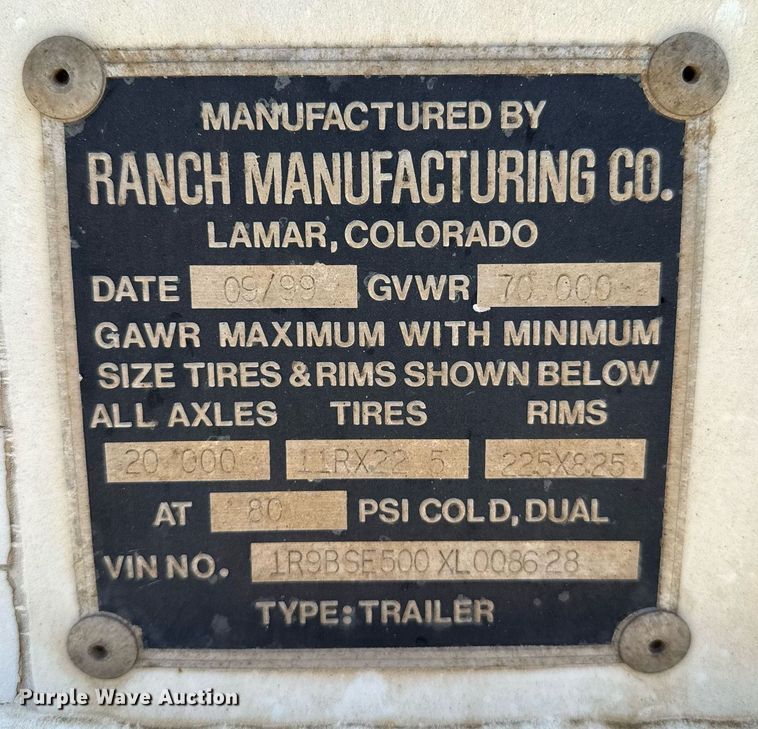 MANUFACTURED BY
RANCH MANUFACTURING CO.
LAMAR, COLORADO
DATE 09/99 GVWR 70 000
GAWR MAXIMUM WITH MINIMUM
SIZE TIRES & RIMS SHOWN BELOW
ALL AXLES TIRES RIMS
20 000 11RX22 5 225X825
AT 80 PSI COLD, DUAL
VIN NO. 1R9BSE500XL008628
TYPE: TRAILER
Purple Wave Auction